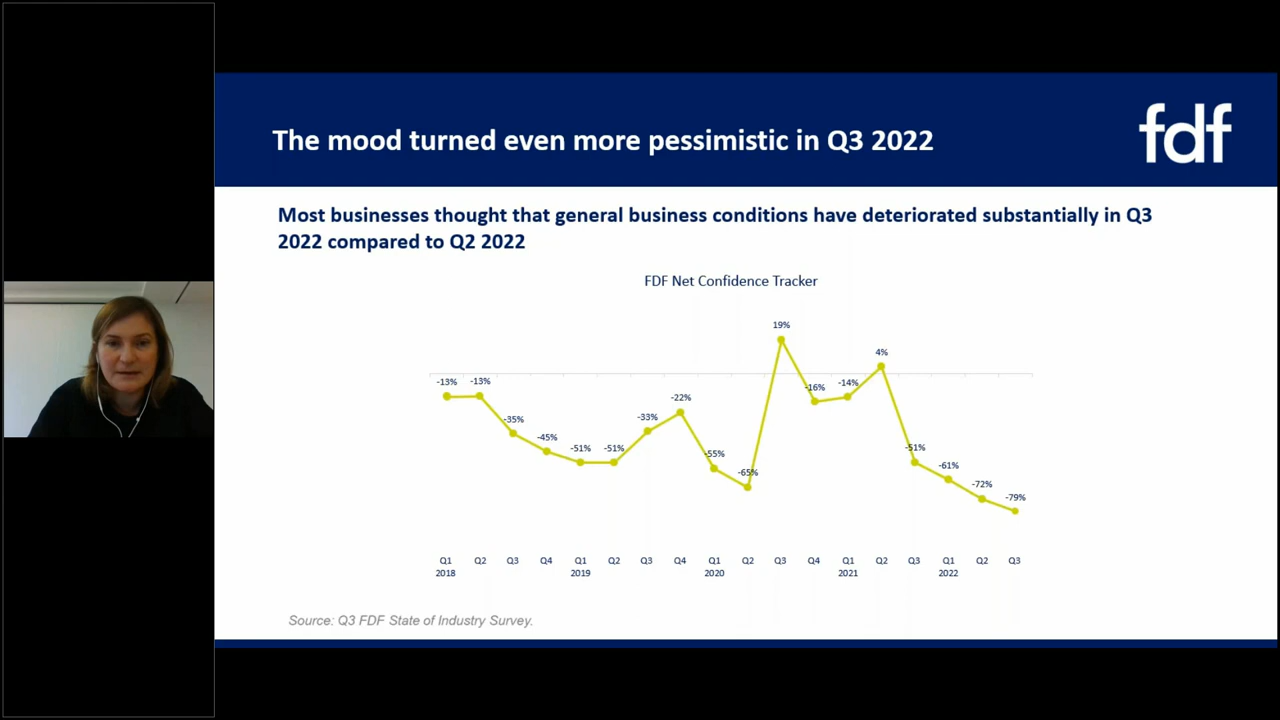 The mood turned even more pessimistic in Q3 2022
fdf
Most businesses thought that general business conditions have deteriorated substantially in Q3
2022 compared to Q2 2022
FDF Net Confidence Tracker
-13%
-13%
-35%
-45%
-51%
-51%
-33%
-22%
-55%
-65%
19%
-16%
-14%
4%
-51%
-61%
-72%
-79%
Q1 Q2 Q3 Q4 Q1 Q2 Q3 Q4 Q1 Q2 Q3 Q4 Q1 Q2 Q3 Q1 Q2 Q3
2018 2019 2020 2021 2022
Source: Q3 FDF State of Industry Survey.